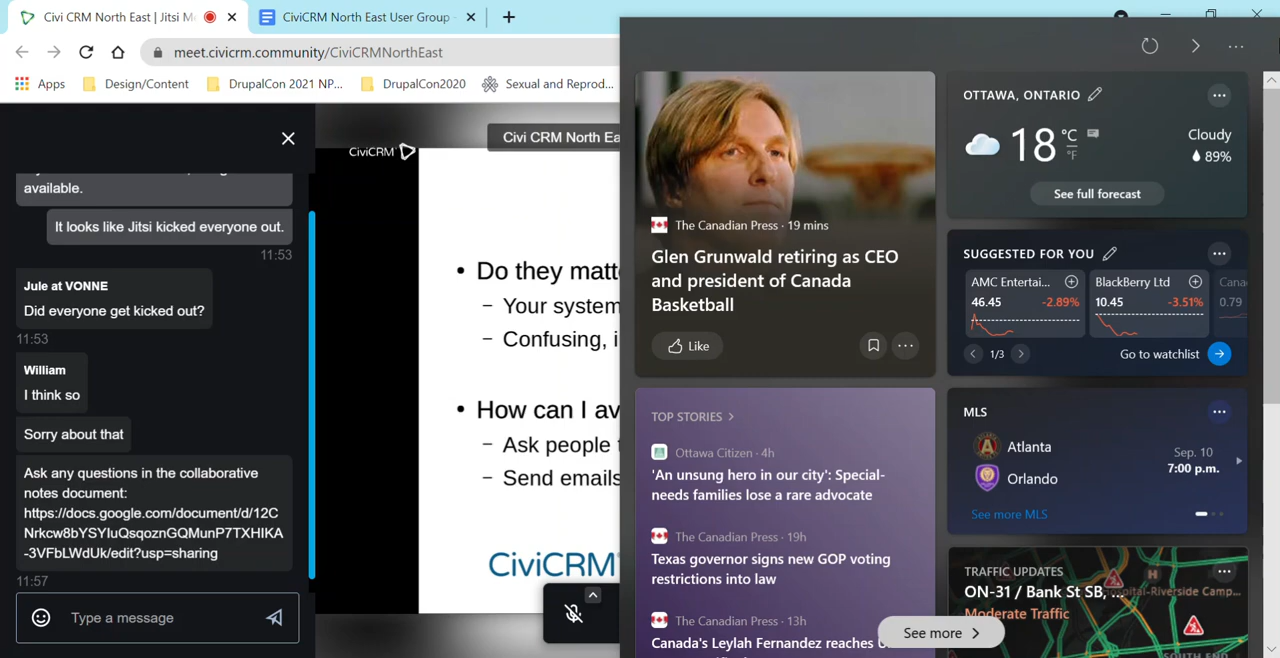 Civi CRM North East | Jitsi M
CiviCRM North East User Group -
meet.civicrm.community/CiviCRMNorthEast
Apps
Design/Content
DrupalCon 2021 NP...
DrupalCon2020
Sexual and Reprod...
available.
It looks like Jitsi kicked everyone out.
11:53
Jule at VONNE
Did everyone get kicked out?
11:53
William
I think so
Sorry about that
Ask any questions in the collaborative
notes document:
https://docs.google.com/document/d/12C
Nrkcw8bYSYIuQsqoznGQMunP7TXHIKA
-3VFbLWdUk/edit?usp=sharing
11:57
Type a message
CiviCRM
Civi CRM North Ea
• Do they matt
– Your system
– Confusing, i
• How can I av
– Ask people
– Send emails
CiviCRM
The Canadian Press · 19 mins
Glen Grunwald retiring as CEO
and president of Canada
Basketball
Like
TOP STORIES
Ottawa Citizen · 4h
'An unsung hero in our city': Special-
needs families lose a rare advocate
The Canadian Press · 19h
Texas governor signs new GOP voting
restrictions into law
The Canadian Press · 13h
Canada's Leylah Fernandez reaches
See more
OTTAWA, ONTARIO
18 °C
°F
Cloudy
89%
See full forecast
SUGGESTED FOR YOU
AMC Entertai...
46.45 -2.89%
BlackBerry Ltd
10.45 -3.51%
Cana
0.79
1/3
Go to watchlist
MLS
Atlanta
Orlando
Sep. 10
7:00 p.m.
See more MLS
TRAFFIC UPDATES
ON-31 / Bank St SB, ...
Moderate Traffic
Hospital-Riverside Camp...
SOUTH END